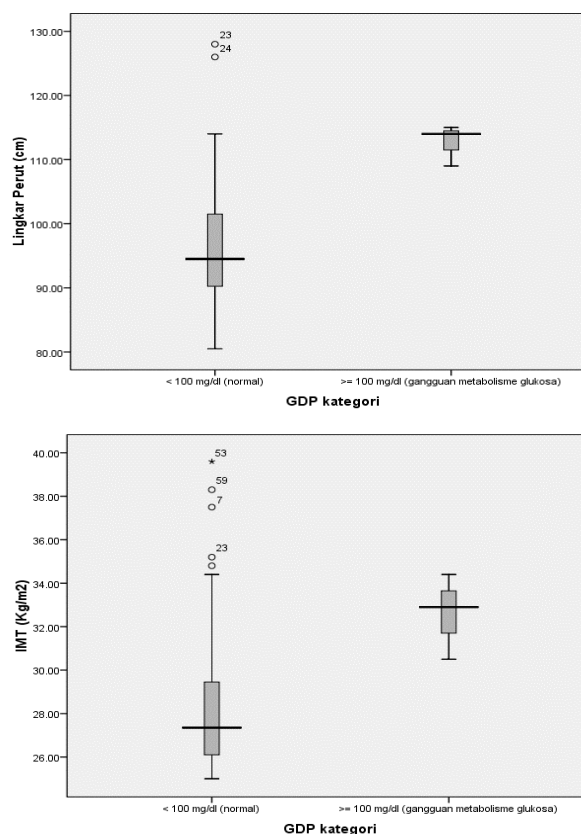 130.00
23
24
120.00
110.00
100.00
90.00
80.00
Lingkar Perut (cm)
< 100 mg/dl (normal)
>= 100 mg/dl (gangguan metabolisme glukosa)
GDP kategori
40.00
53
59
7
23
38.00
36.00
34.00
32.00
30.00
28.00
26.00
IMT (Kg/m2)
< 100 mg/dl (normal)
>= 100 mg/dl (gangguan metabolisme glukosa)
GDP kategori